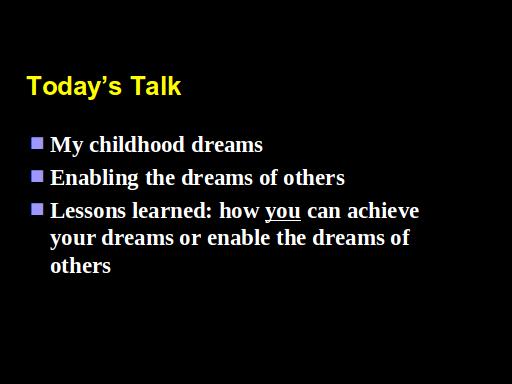 Today’s Talk
My childhood dreams
Enabling the dreams of others
Lessons learned: how you can achieve
your dreams or enable the dreams of
others